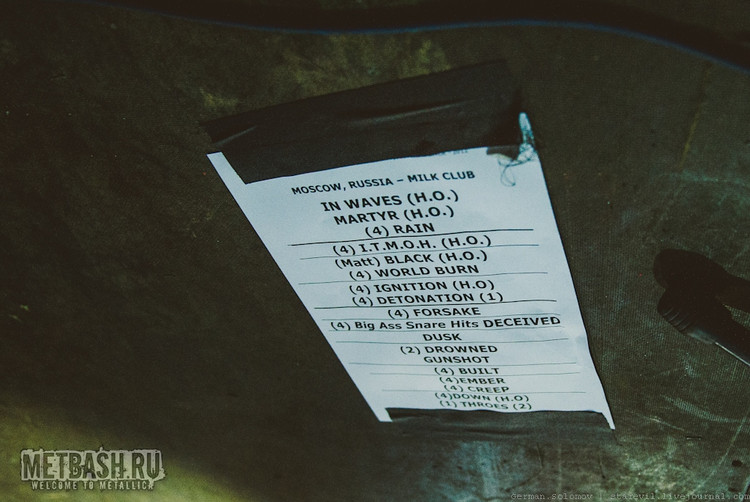 MOSCOW, RUSSIA – MILK CLUB
IN WAVES (H.O.)
MARTYR (H.O.)
(4) RAIN
(4) I.T.M.O.H. (H.O.)
(Matt) BLACK (H.O.)
(4) WORLD BURN
(4) IGNITION (H.O)
(4) DETONATION (1)
(4) FORSAKE
(4) Big Ass Snare Hits DECEIVED
DUSK
(2) DROWNED
GUNSHOT
(4) BUILT
(4)EMBER
(4) CREEP
(4)DOWN (H.O)
(1) THROES (2)
METBASH.RU
WELCOME TO METALLICA
German Solomov